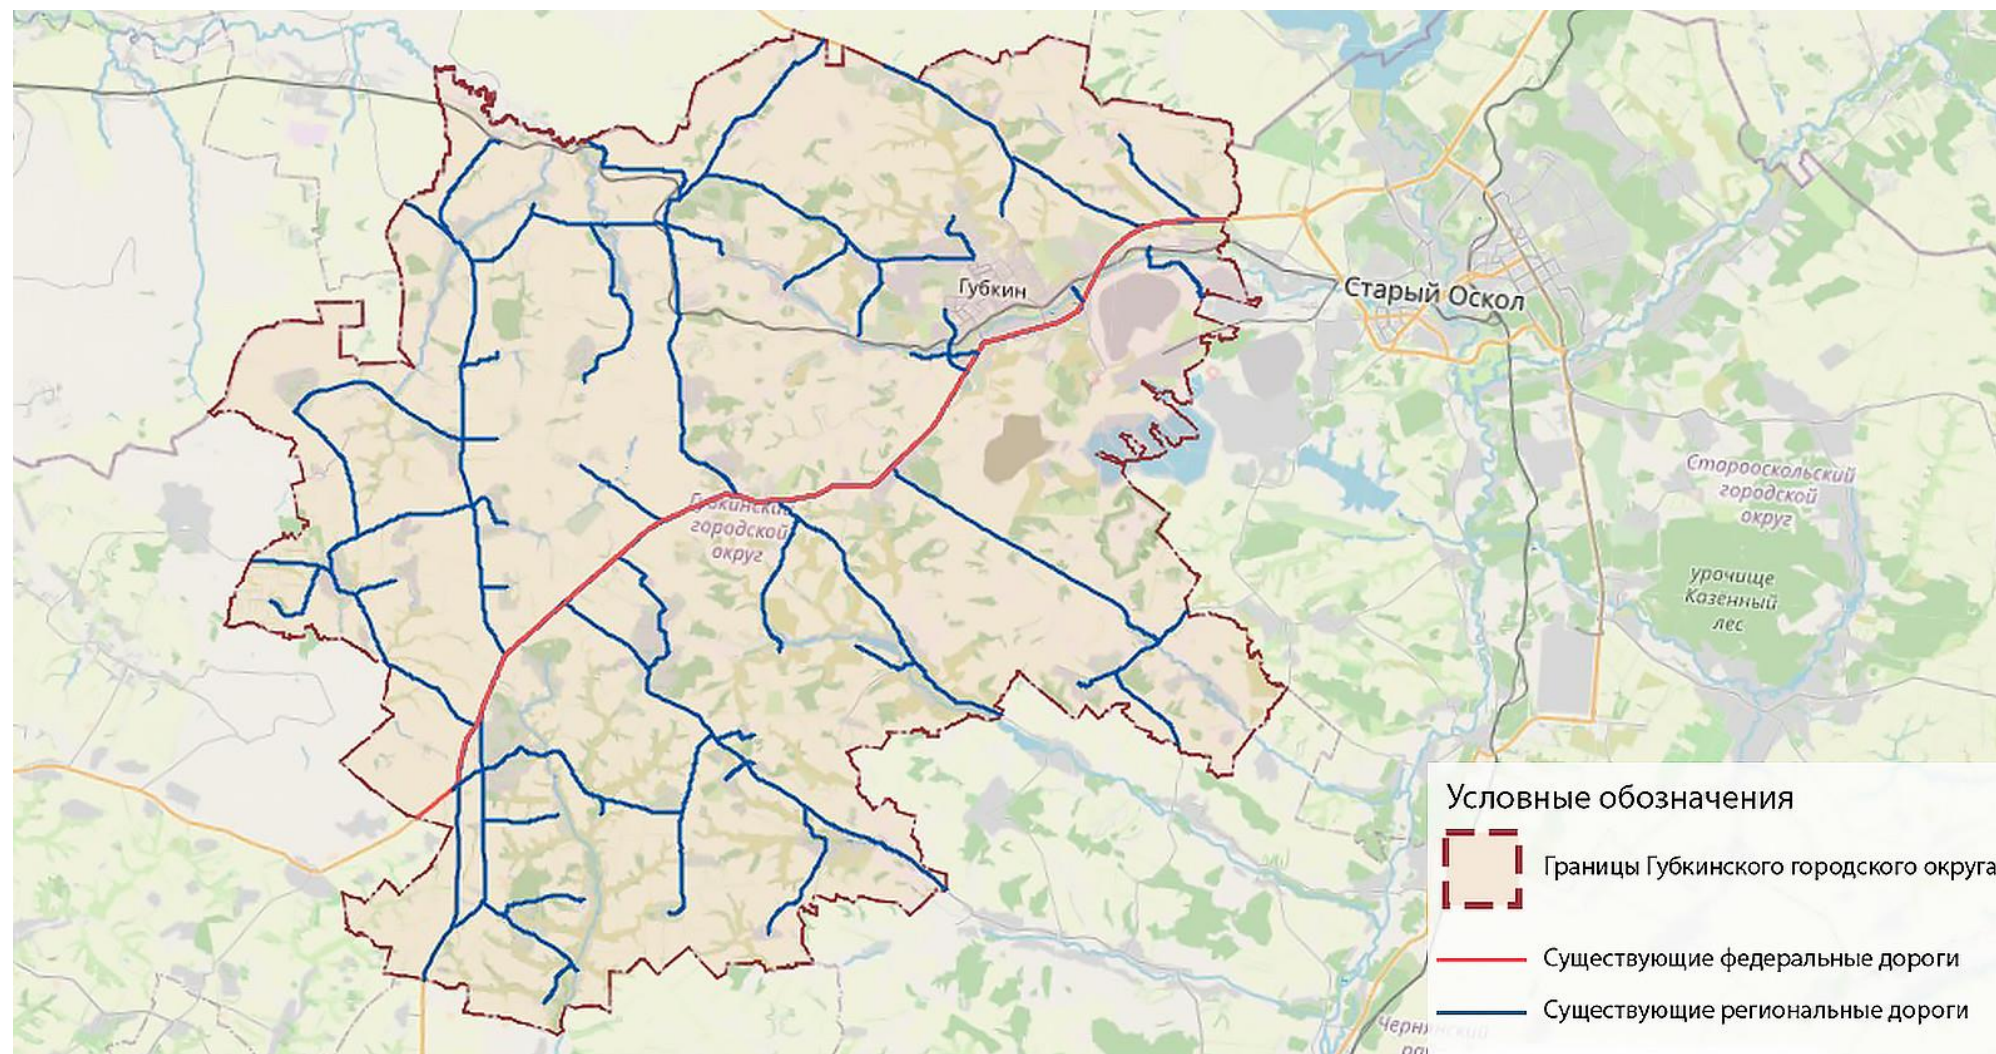 Губкин
Старый Оскол
Губкинский
городской
округ
Старооскольский
городской
округ
урочище
Казённый
лес
Условные обозначения
Границы Губкинского городского округа
Существующие федеральные дороги
Существующие региональные дороги